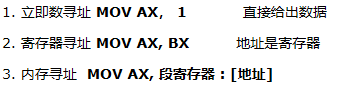 1. 立即数寻址 MOV AX， 1 直接给出数据
2. 寄存器寻址 MOV AX, BX 地址是寄存器
3. 内存寻址 MOV AX, 段寄存器 : [地址]